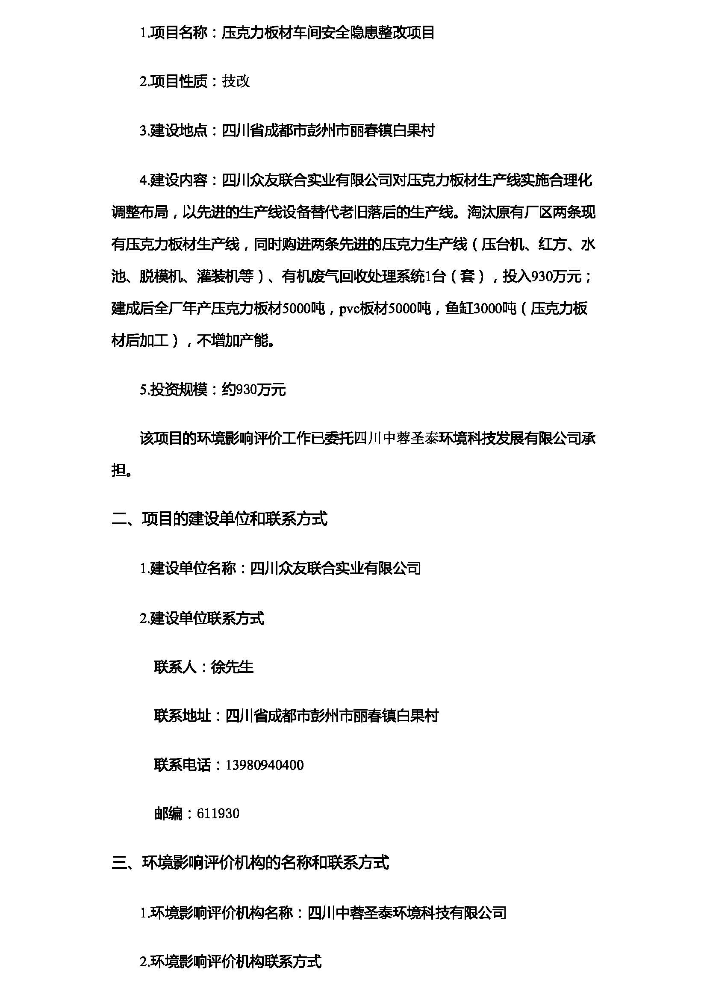 1.项目名称：压克力板材车间安全隐患整改项目
2.项目性质：技改
3.建设地点：四川省成都市彭州市丽春镇白果村
4.建设内容：四川众友联合实业有限公司对压克力板材生产线实施合理化
调整布局，以先进的生产线设备替代老旧落后的生产线。淘汰原有厂区两条现
有压克力板材生产线，同时购进两条先进的压克力生产线（压台机、红方、水
池、脱模机、灌装机等）、有机废气回收处理系统1台（套），投入930万元；
建成后全厂年产压克力板材5000吨，pvc板材5000吨，鱼缸3000吨（压克力板
材后加工），不增加产能。
5.投资规模：约930万元
该项目的环境影响评价工作已委托四川中蓉圣泰环境科技发展有限公司承
担。
二、项目的建设单位和联系方式
1.建设单位名称：四川众友联合实业有限公司
2.建设单位联系方式
联系人：徐先生
联系地址：四川省成都市彭州市丽春镇白果村
联系电话：13980940400
邮编：611930
三、环境影响评价机构的名称和联系方式
1.环境影响评价机构名称：四川中蓉圣泰环境科技有限公司
2.环境影响评价机构联系方式